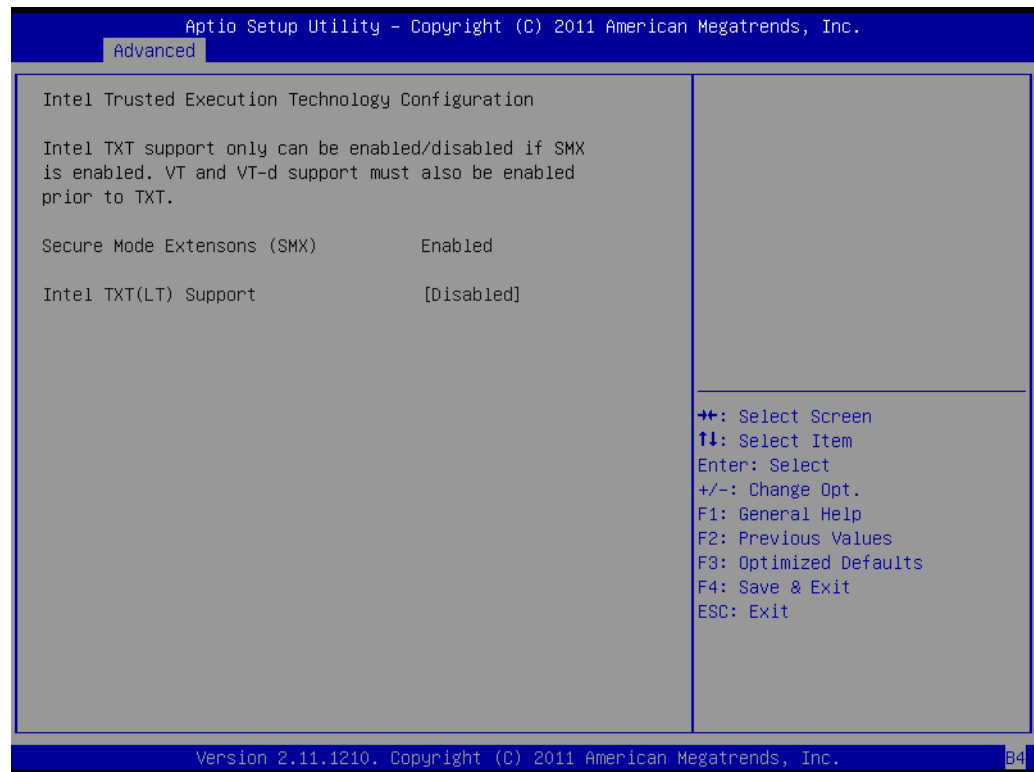 Aptio Setup Utility – Copyright (C) 2011 American Megatrends, Inc.
Advanced
Intel Trusted Execution Technology Configuration
Intel TXT support only can be enabled/disabled if SMX
is enabled. VT and VT-d support must also be enabled
prior to TXT.
Secure Mode Extensons (SMX) Enabled
Intel TXT(LT) Support [Disabled]
→←: Select Screen
↑↓: Select Item
Enter: Select
+/-: Change Opt.
F1: General Help
F2: Previous Values
F3: Optimized Defaults
F4: Save & Exit
ESC: Exit
Version 2.11.1210. Copyright (C) 2011 American Megatrends, Inc.
B4